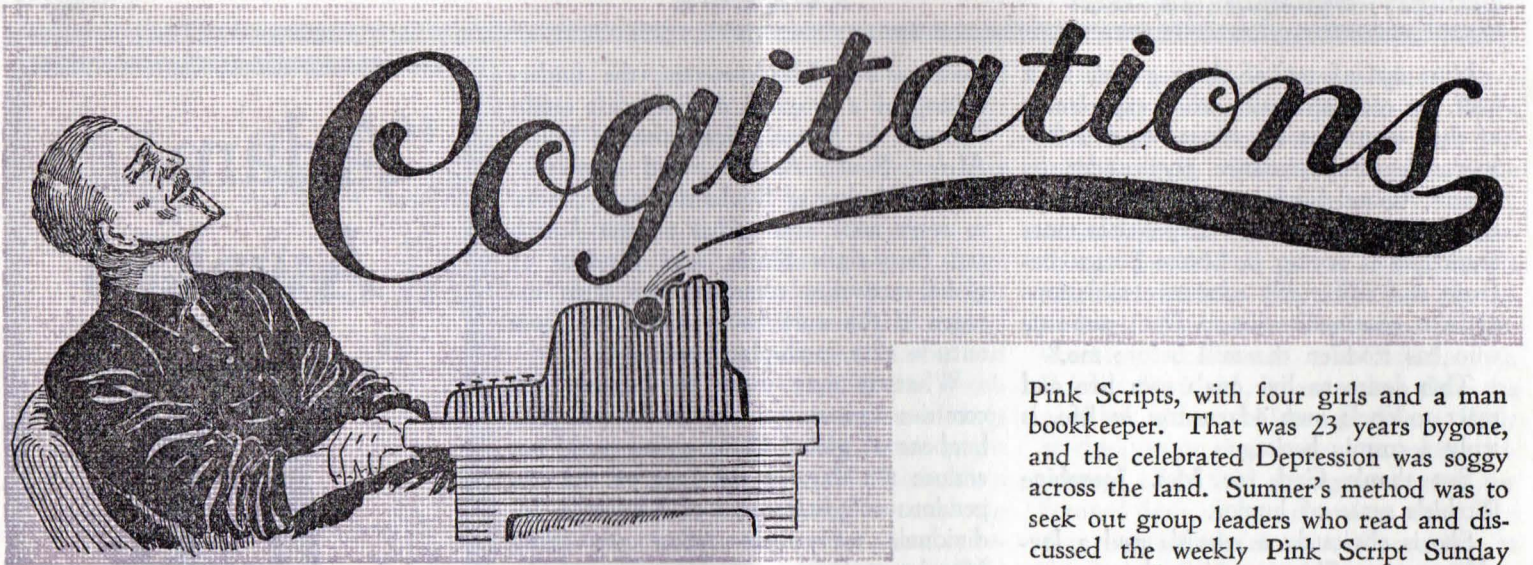 Cogitations
Pink Scripts, with four girls and a man
bookkeeper. That was 23 years bygone,
and the celebrated Depression was soggy
across the land. Sumner's method was to
seek out group leaders who read and dis-
cussed the weekly Pink Script Sunday